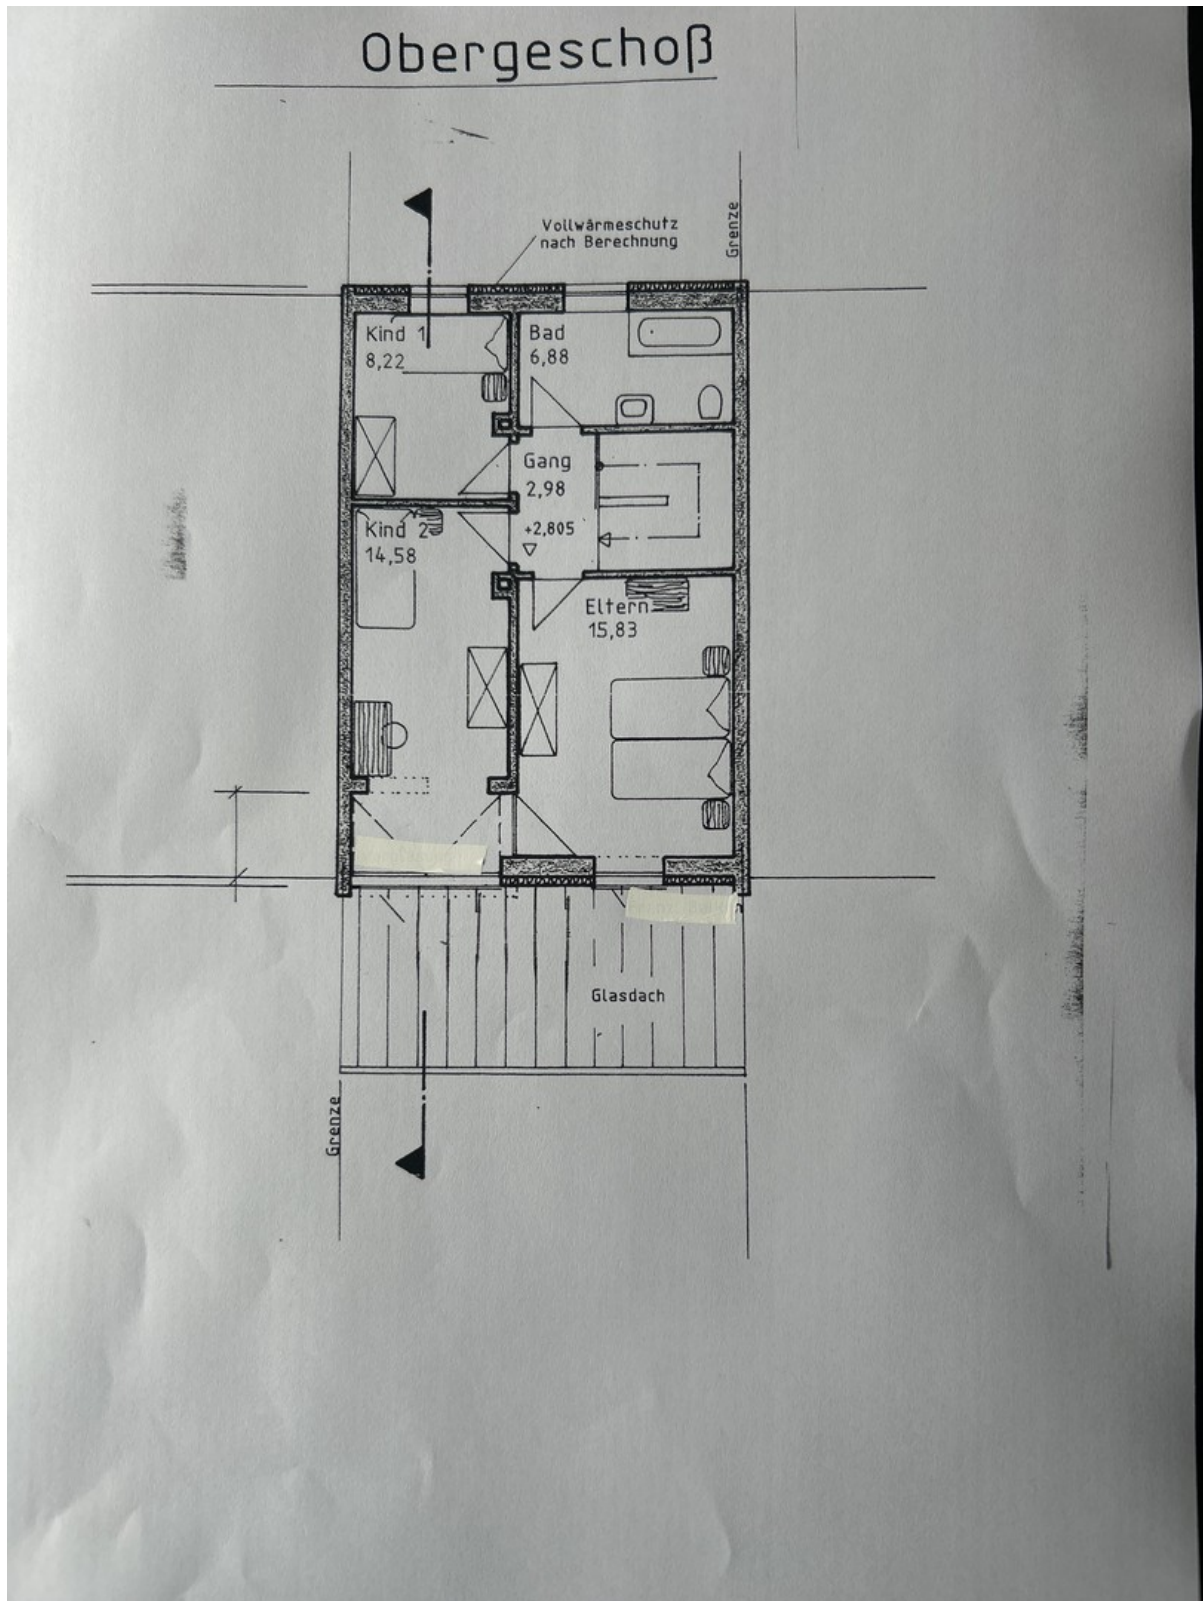 Obergeschoß
Vollwärmeschutz
nach Berechnung
Grenze
Kind 1
8,22
Bad
6,88
Gang
2,98
+2,805
Kind 2
14,58
Eltern
15,83
Glasdach
Grenze